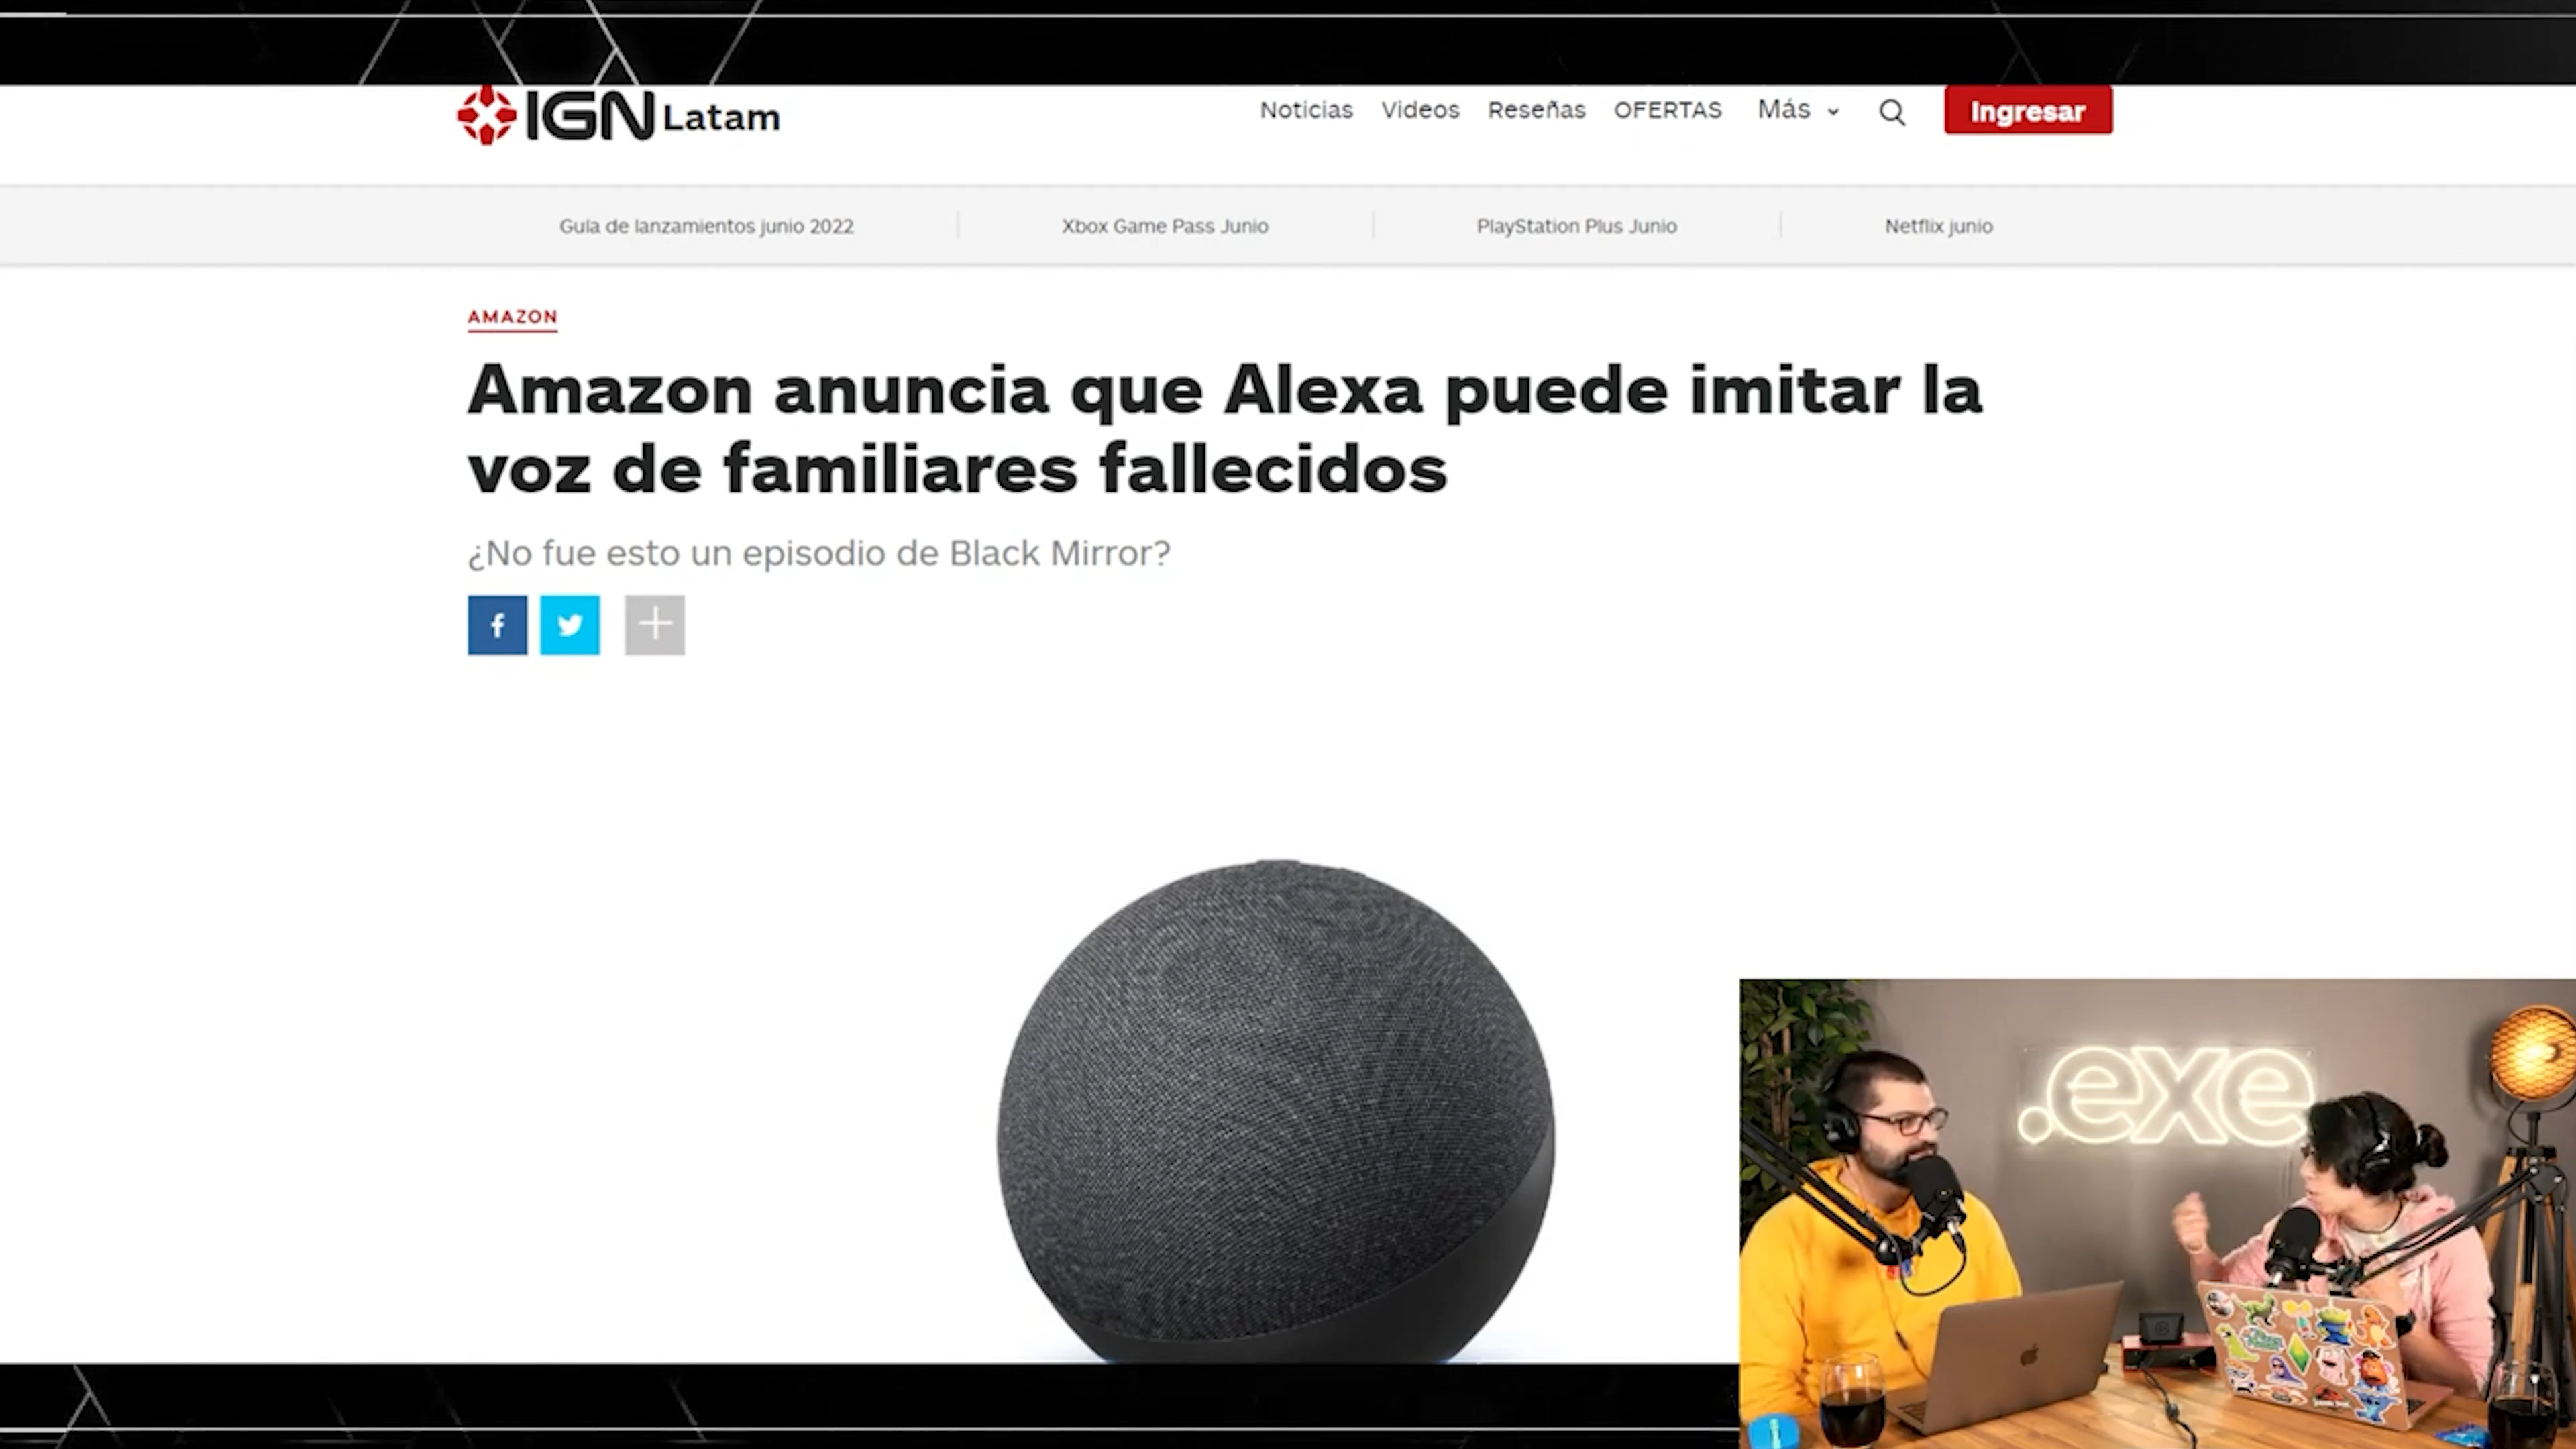 IGN Latam
Noticias Videos Reseñas OFERTAS Más Ingresar
Guía de lanzamientos junio 2022 Xbox Game Pass Junio PlayStation Plus Junio Netflix junio
AMAZON
Amazon anuncia que Alexa puede imitar la
voz de familiares fallecidos
¿No fue esto un episodio de Black Mirror?
.exe